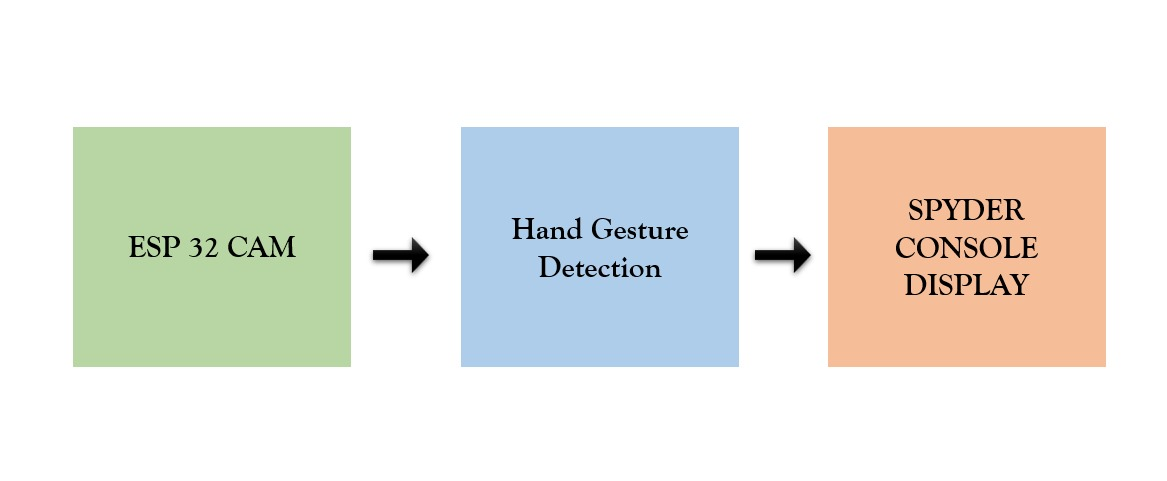 ESP 32 CAM
Hand Gesture
Detection
SPYDER
CONSOLE
DISPLAY